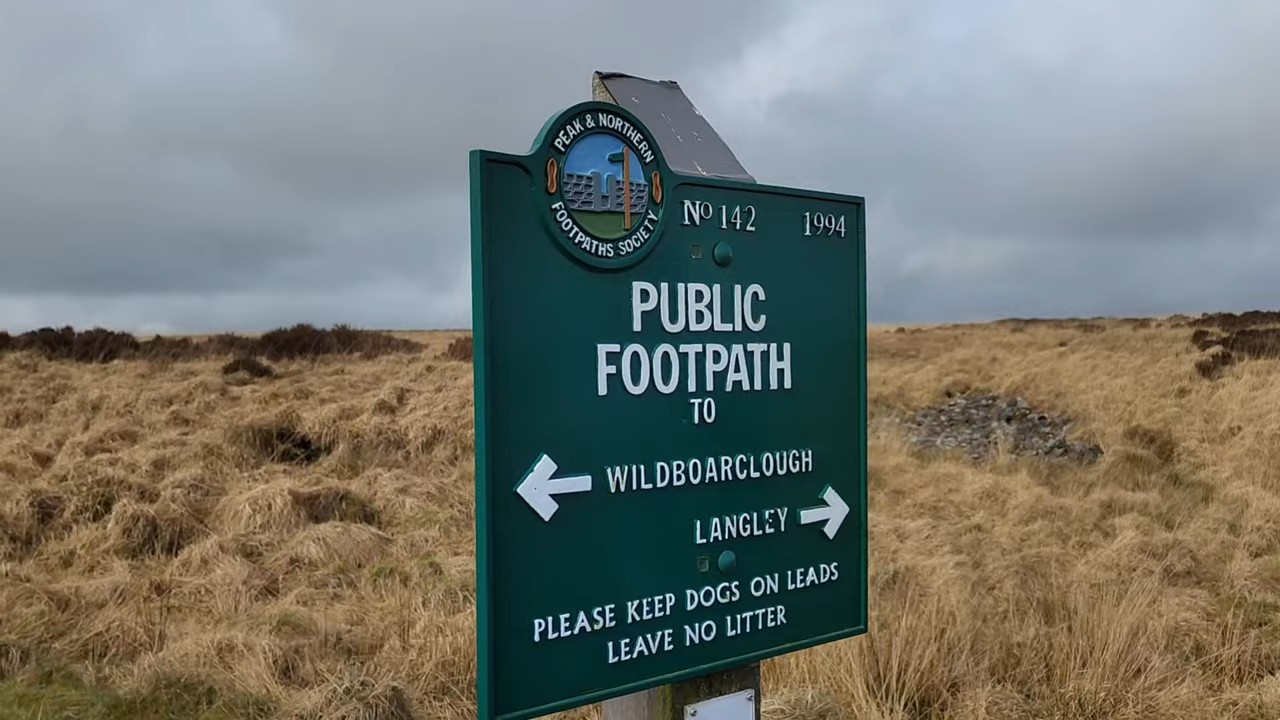 PEAK & NORTHERN
FOOTPATHS SOCIETY
No 142 1994
PUBLIC
FOOTPATH
TO
WILDBOARCLOUGH
LANGLEY
PLEASE KEEP DOGS ON LEADS
LEAVE NO LITTER